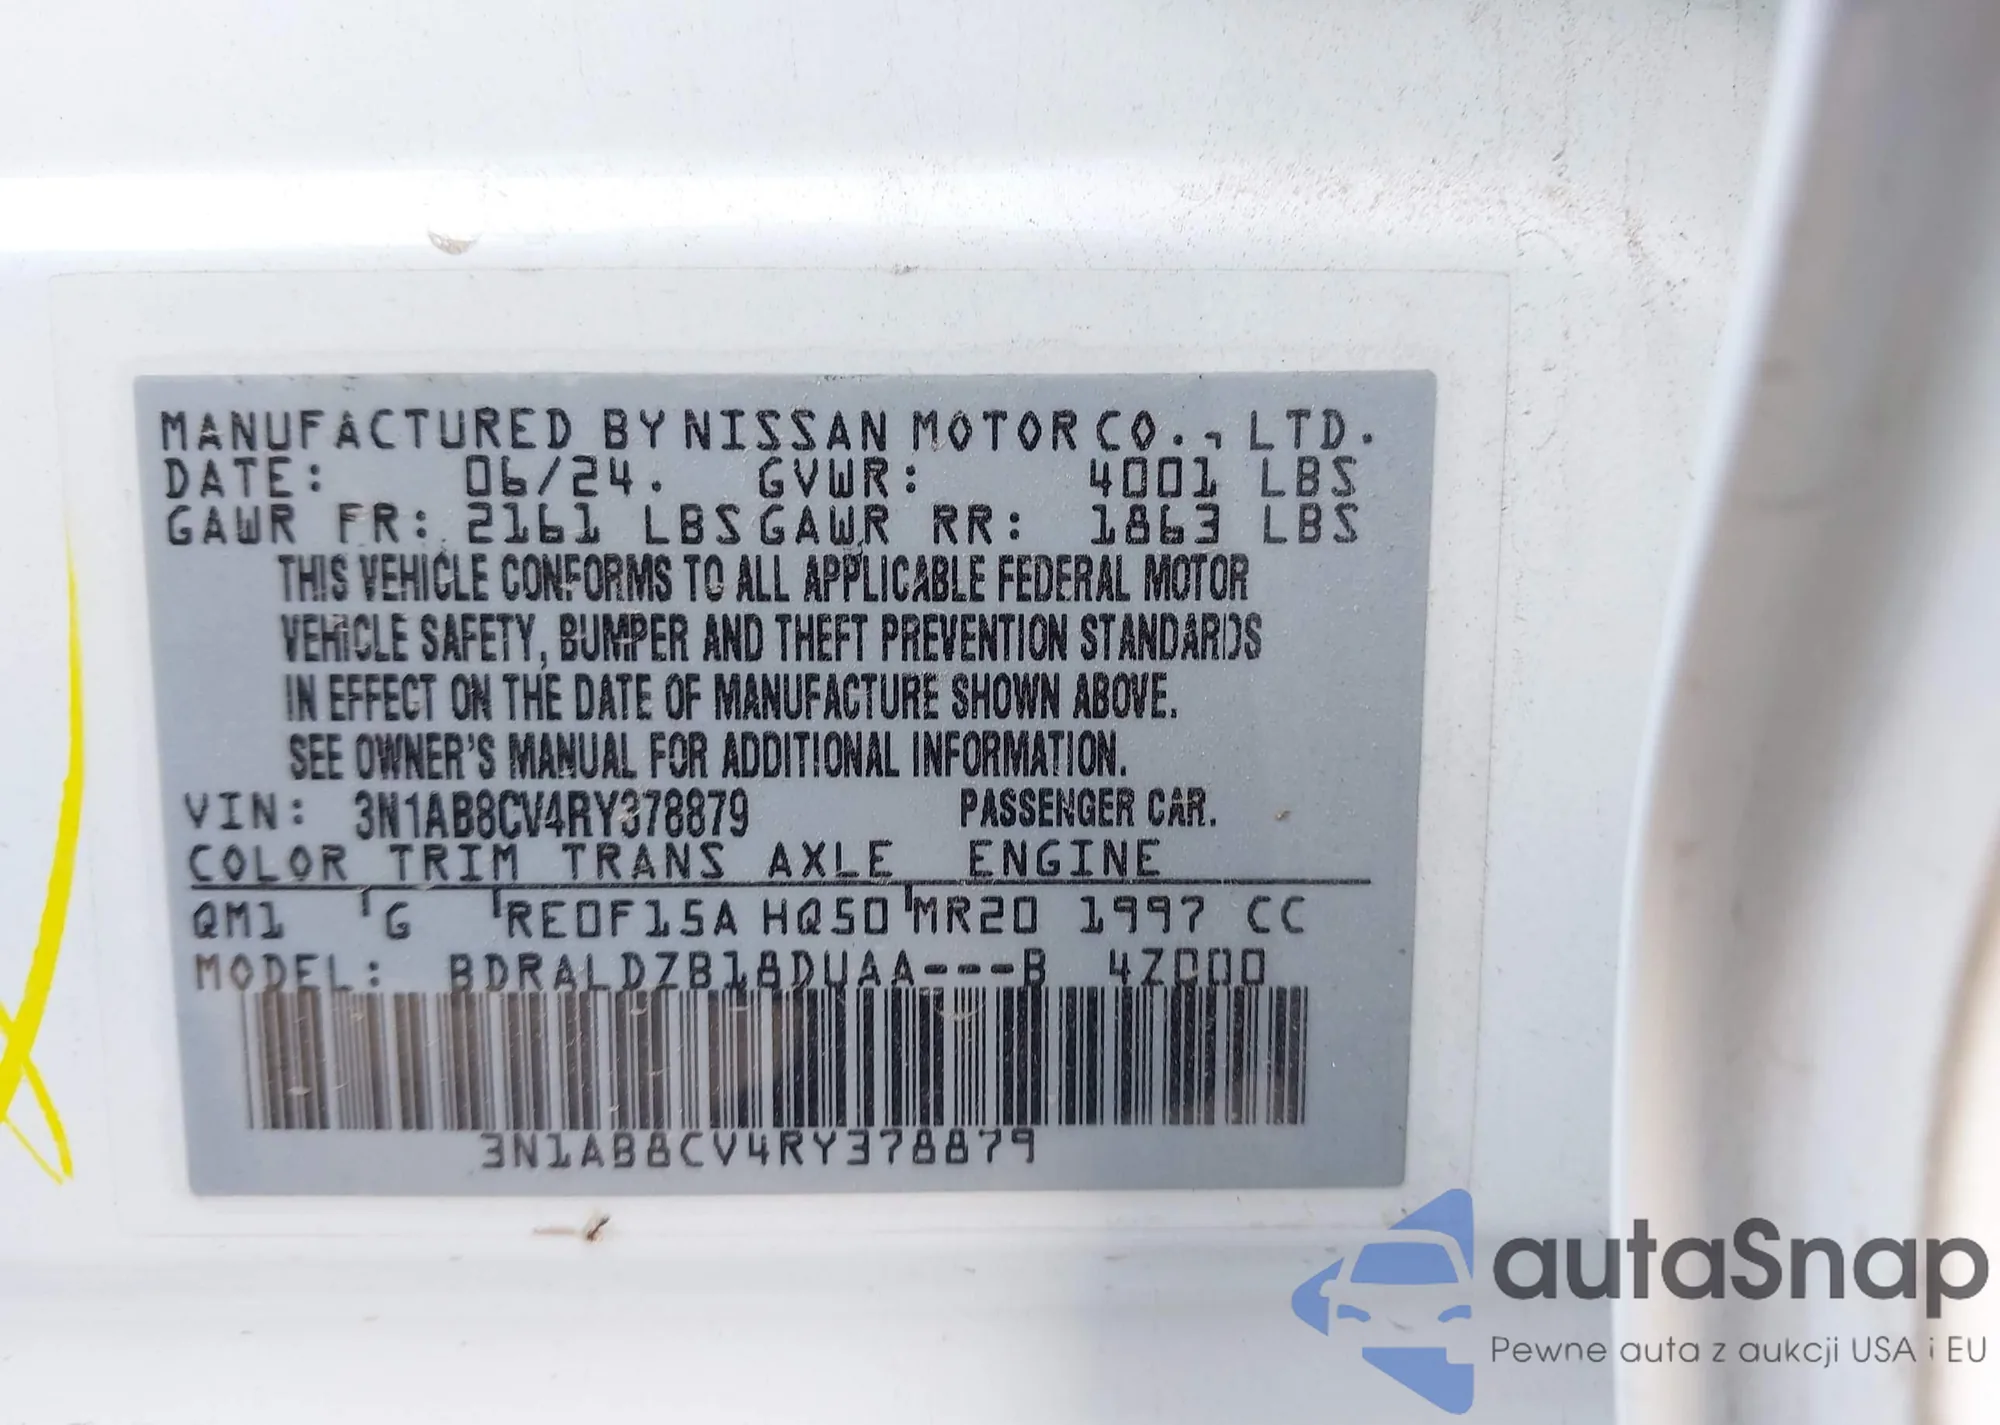 MANUFACTURED BY NISSAN MOTOR CO., LTD.
DATE: 06/24. GVWR: 4001 LBS
GAWR FR: 2161 LBS GAWR RR: 1863 LBS
THIS VEHICLE CONFORMS TO ALL APPLICABLE FEDERAL MOTOR
VEHICLE SAFETY, BUMPER AND THEFT PREVENTION STANDARDS
IN EFFECT ON THE DATE OF MANUFACTURE SHOWN ABOVE.
SEE OWNER'S MANUAL FOR ADDITIONAL INFORMATION.
VIN: 3N1AB8CV4RY378879 PASSENGER CAR.
COLOR TRIM TRANS AXLE ENGINE
QM1 G RE0F15A HQ50 MR20 1997 CC
MODEL: BDRALDZB18DUAA---B 4Z000
3N1AB8CV4RY378879
autaSnap
Pewne auta z aukcji USA i EU